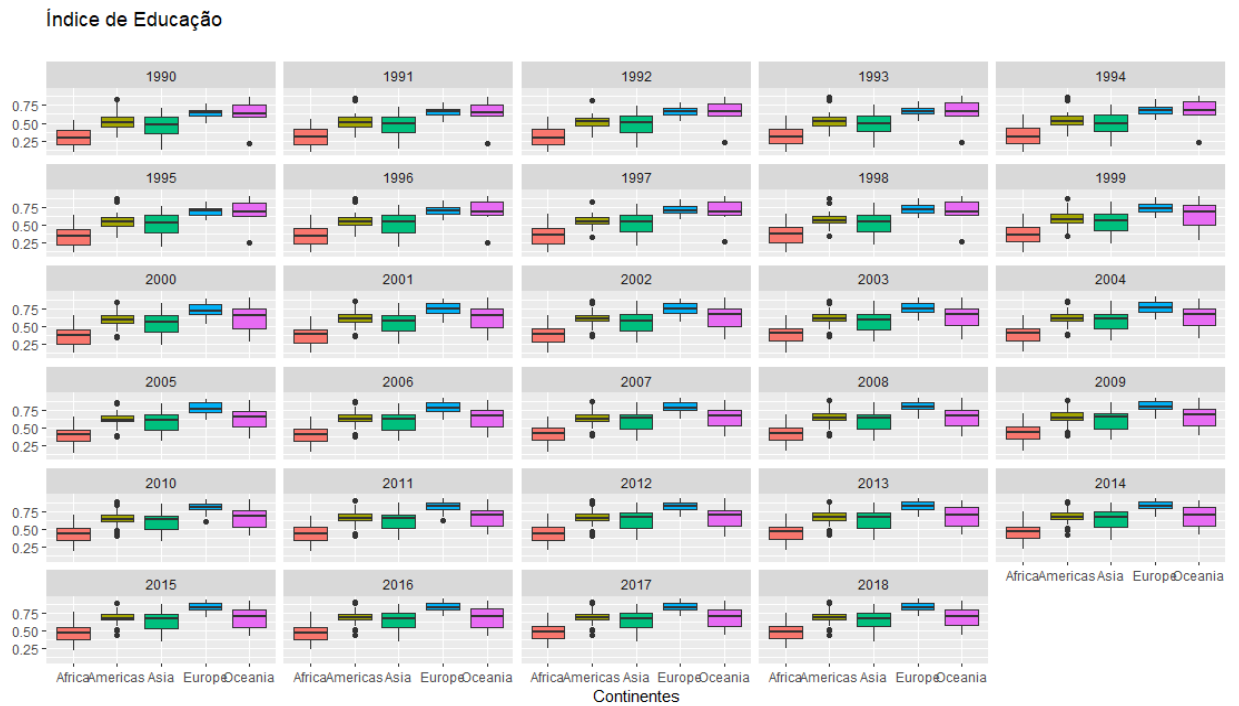 Índice de Educação
1990 1991 1992 1993 1994
0.75
0.50
0.25
1995 1996 1997 1998 1999
0.75
0.50
0.25
2000 2001 2002 2003 2004
0.75
0.50
0.25
2005 2006 2007 2008 2009
0.75
0.50
0.25
2010 2011 2012 2013 2014
0.75
0.50
0.25
Africa Americas Asia Europe Oceania
2015 2016 2017 2018
0.75
0.50
0.25
Africa Americas Asia Europe Oceania Africa Americas Asia Europe Oceania Africa Americas Asia Europe Oceania Africa Americas Asia Europe Oceania
Continentes